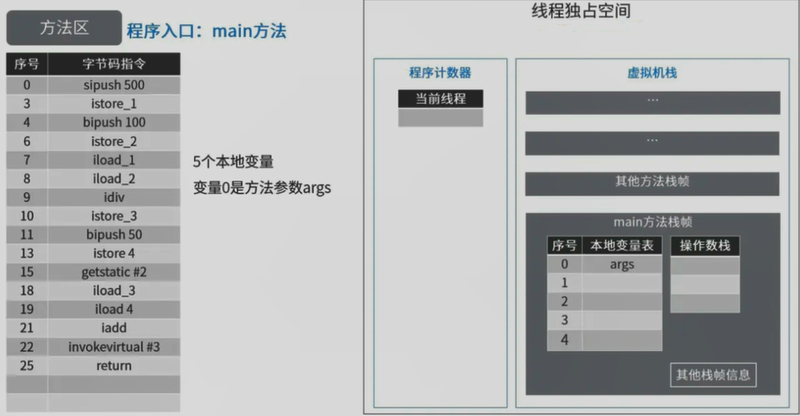 方法区
程序入口：main方法
序号 字节码指令
0 sipush 500
3 istore_1
4 bipush 100
6 istore_2
7 iload_1
8 iload_2
9 idiv
10 istore_3
11 bipush 50
13 istore 4
15 getstatic #2
18 iload_3
19 iload 4
21 iadd
22 invokevirtual #3
25 return
5个本地变量
变量0是方法参数args
线程独占空间
程序计数器
当前线程
虚拟机栈
...
...
其他方法栈帧
main方法栈帧
序号 本地变量表
0 args
1
2
3
4
操作数栈
其他栈帧信息